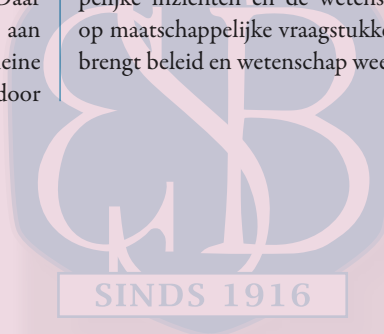 Daar
aan
eine
door
pelijke inzichten en de wetens
op maatschappelijke vraagstukke
brengt beleid en wetenschap wee
ESB
SINDS 1916